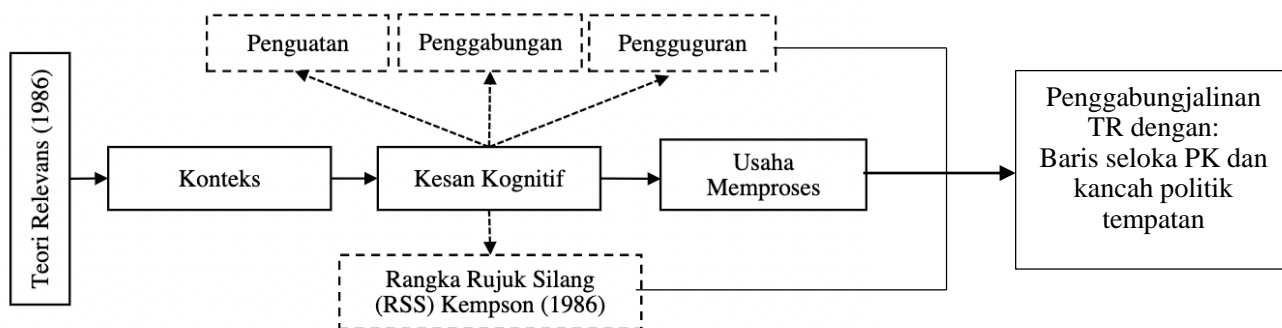 Teori Relevans (1986)
Penguatan
Penggabungan
Pengguguran
Konteks
Kesan Kognitif
Usaha
Memproses
Rangka Rujuk Silang
(RSS) Kempson (1986)
Penggabungjalinan
TR dengan:
Baris seloka PK dan
kancah politik
tempatan